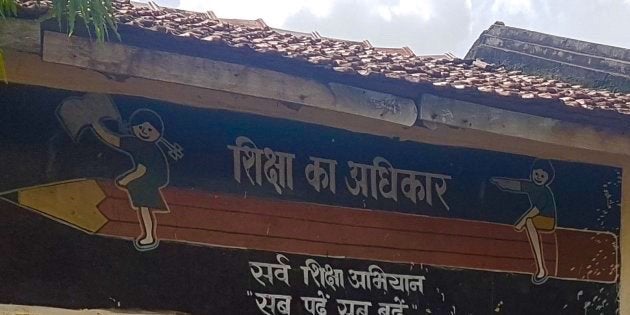 शिक्षा का अधिकार
सर्व शिक्षा अभियान
"सब पढ़ें सब बढ़ें"